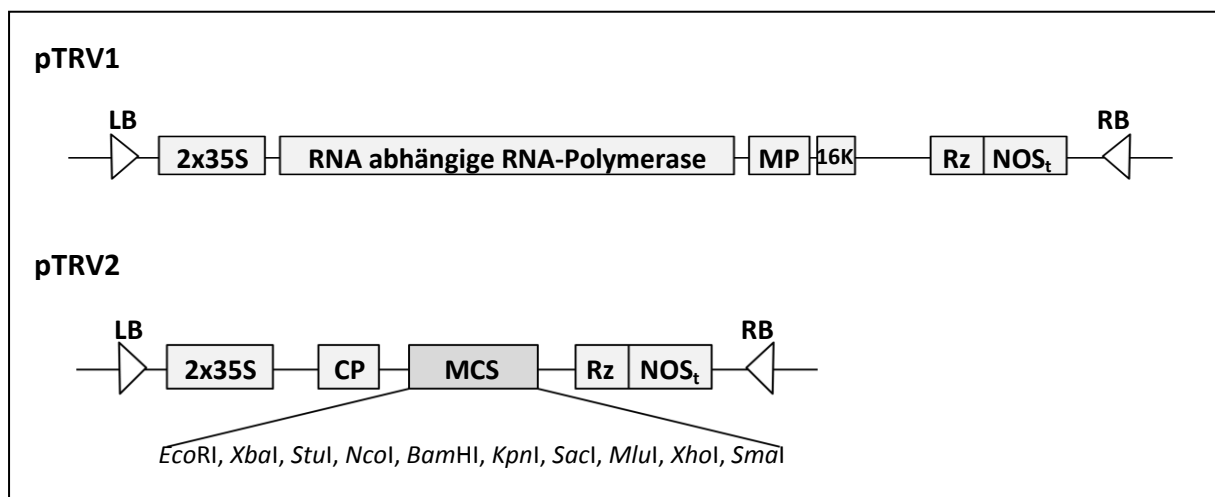 pTRV1
LB RB
2x35S RNA abhängige RNA-Polymerase MP 16K Rz NOSt
pTRV2
LB RB
2x35S CP MCS Rz NOSt
EcoRI, XbaI, StuI, NcoI, BamHI, KpnI, SacI, MluI, XhoI, SmaI